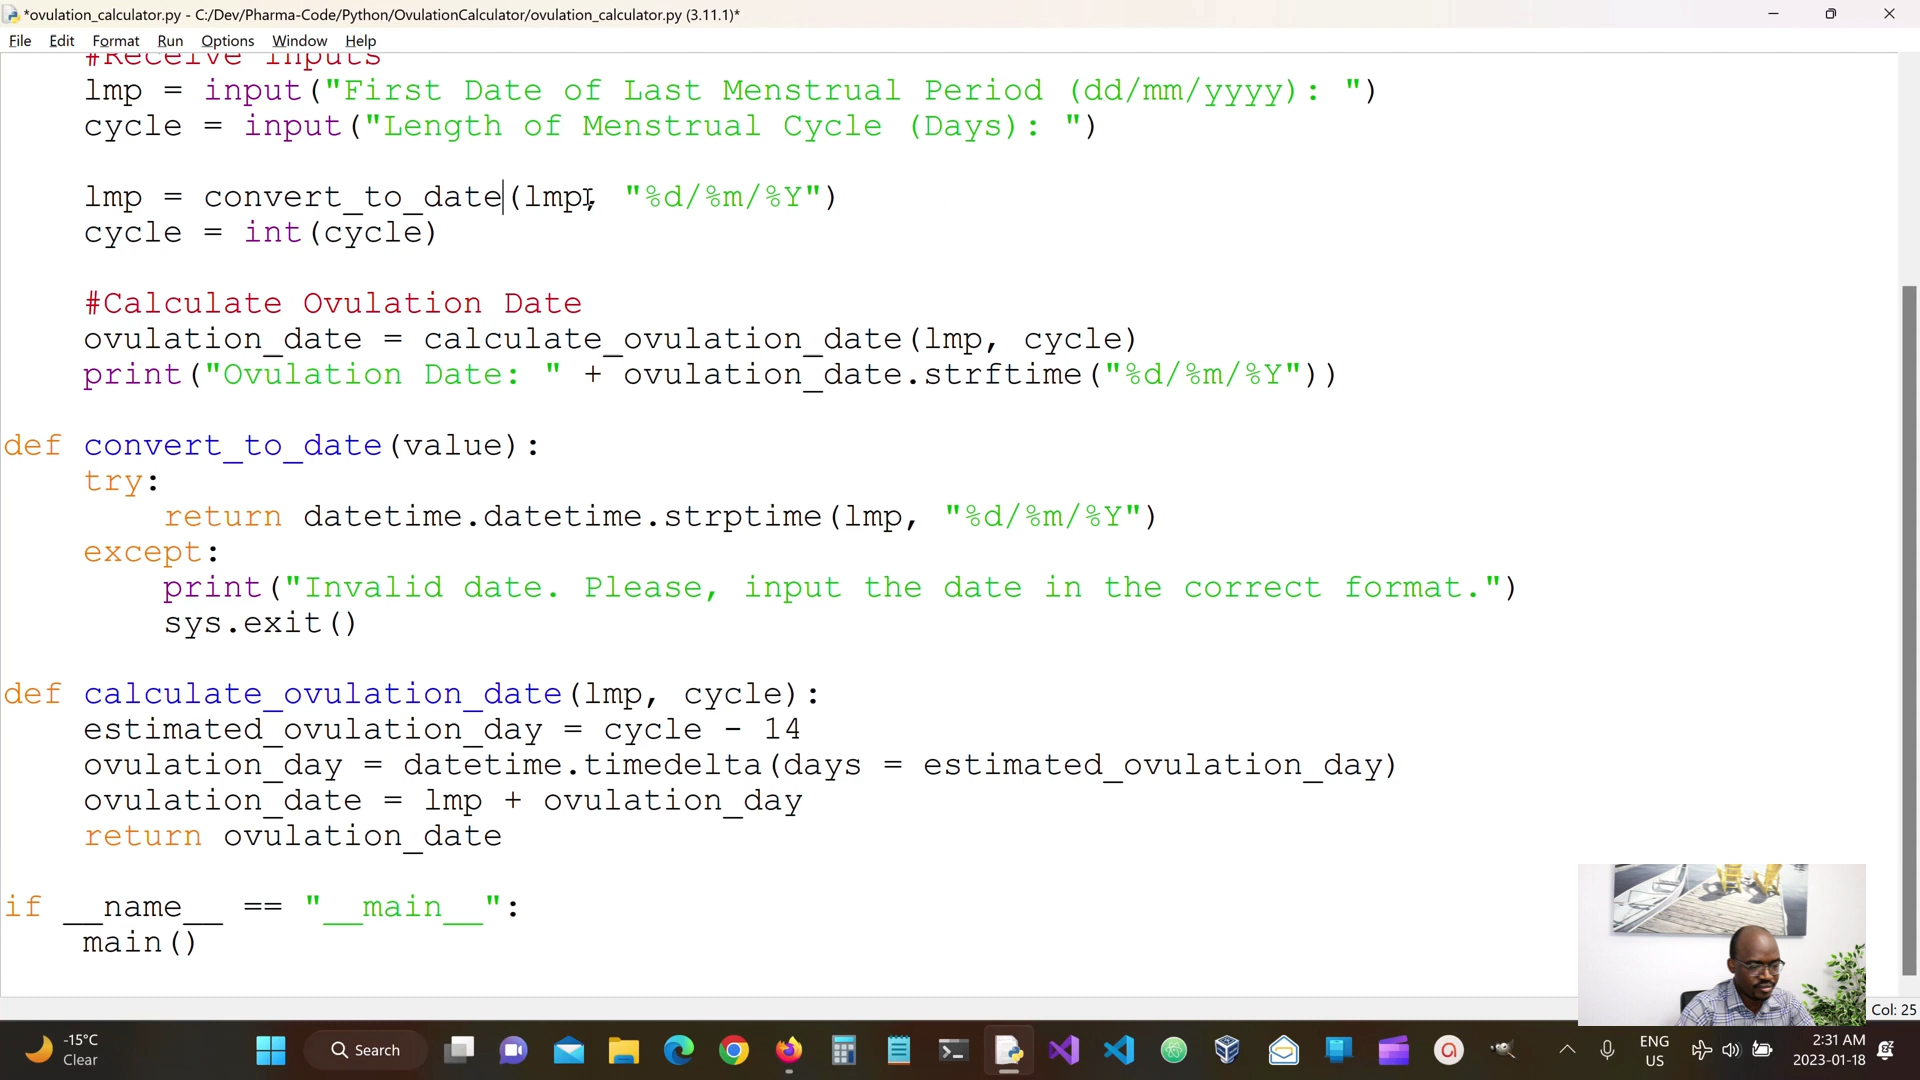 *ovulation_calculator.py - C:/Dev/Pharma-Code/Python/OvulationCalculator/ovulation_calculator.py (3.11.1)*
File Edit Format Run Options Window Help
#Receive Inputs
lmp = input("First Date of Last Menstrual Period (dd/mm/yyyy): ")
cycle = input("Length of Menstrual Cycle (Days): ")
lmp = convert_to_date(lmp, "%d/%m/%Y")
cycle = int(cycle)
#Calculate Ovulation Date
ovulation_date = calculate_ovulation_date(lmp, cycle)
print("Ovulation Date: " + ovulation_date.strftime("%d/%m/%Y"))
def convert_to_date(value):
try:
return datetime.datetime.strptime(lmp, "%d/%m/%Y")
except:
print("Invalid date. Please, input the date in the correct format.")
sys.exit()
def calculate_ovulation_date(lmp, cycle):
estimated_ovulation_day = cycle - 14
ovulation_day = datetime.timedelta(days = estimated_ovulation_day)
ovulation_date = lmp + ovulation_day
return ovulation_date
if __name__ == "__main__":
main()
Col: 25
-15°C
Clear
Search
ENG
US
2:31 AM
2023-01-18